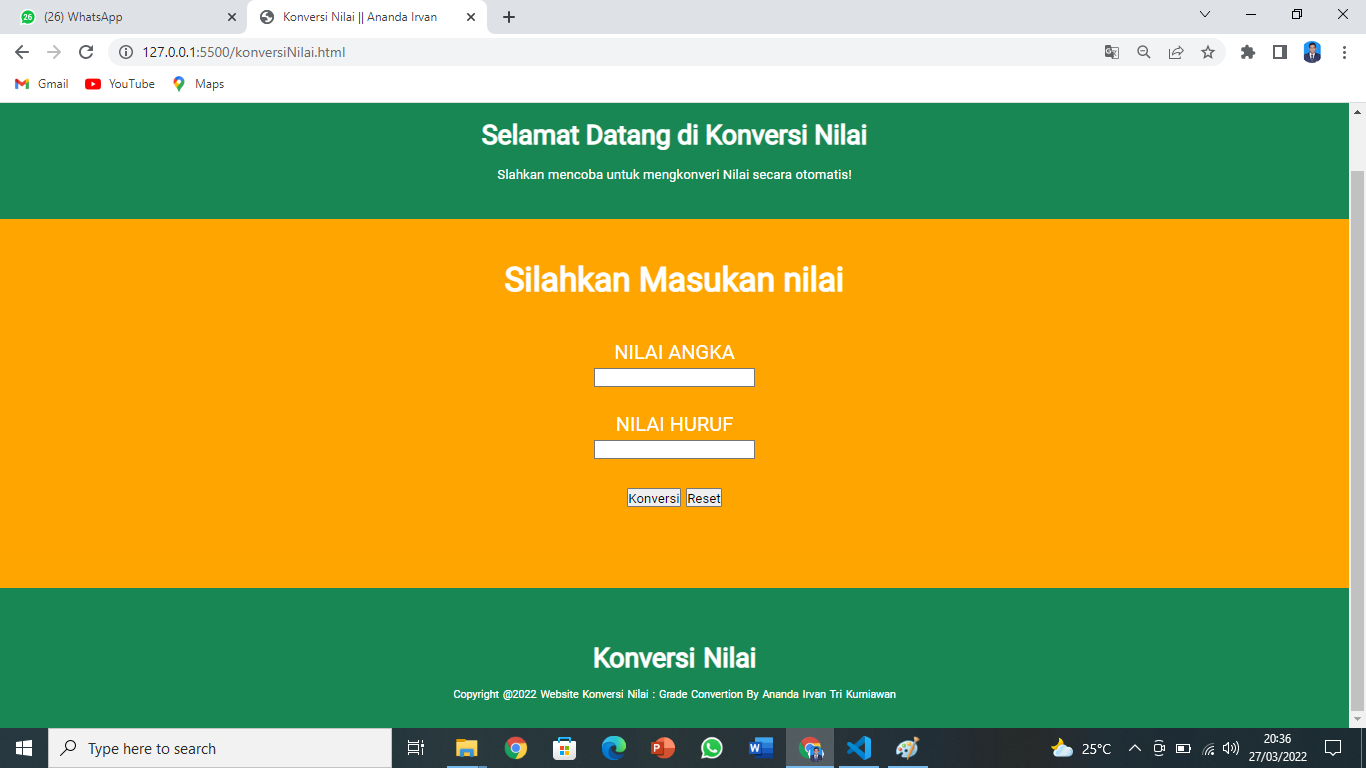 (26) WhatsApp
Konversi Nilai || Ananda Irvan
127.0.0.1:5500/konversiNilai.html
Gmail
YouTube
Maps
Selamat Datang di Konversi Nilai
Slahkan mencoba untuk mengkonveri Nilai secara otomatis!
Silahkan Masukan nilai
NILAI ANGKA
NILAI HURUF
Konversi Reset
Konversi Nilai
Copyright @2022 Website Konversi Nilai : Grade Convertion By Ananda Irvan Tri Kurniawan
Type here to search
25°C
20:36
27/03/2022